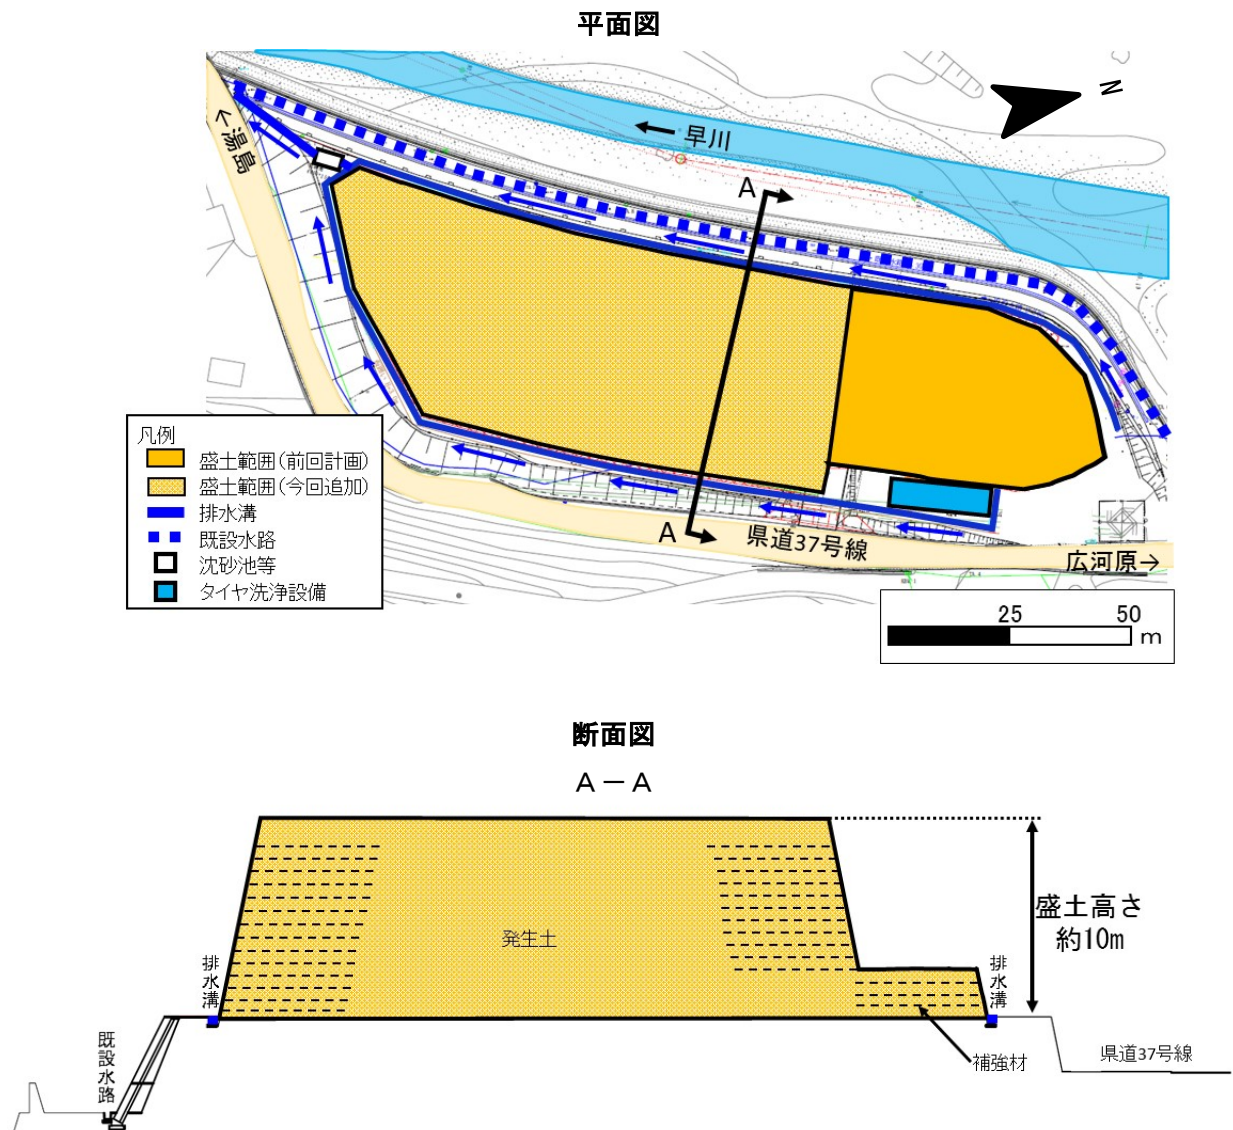 平面図
N
←湯島
←早川
A
A
県道37号線
広河原→
凡例
盛土範囲(前回計画)
盛土範囲(今回追加)
排水溝
既設水路
沈砂池等
タイヤ洗浄設備
25 50
m
断面図
A－A
盛土高さ
約10m
発生土
排水溝
排水溝
既設水路
補強材
県道37号線